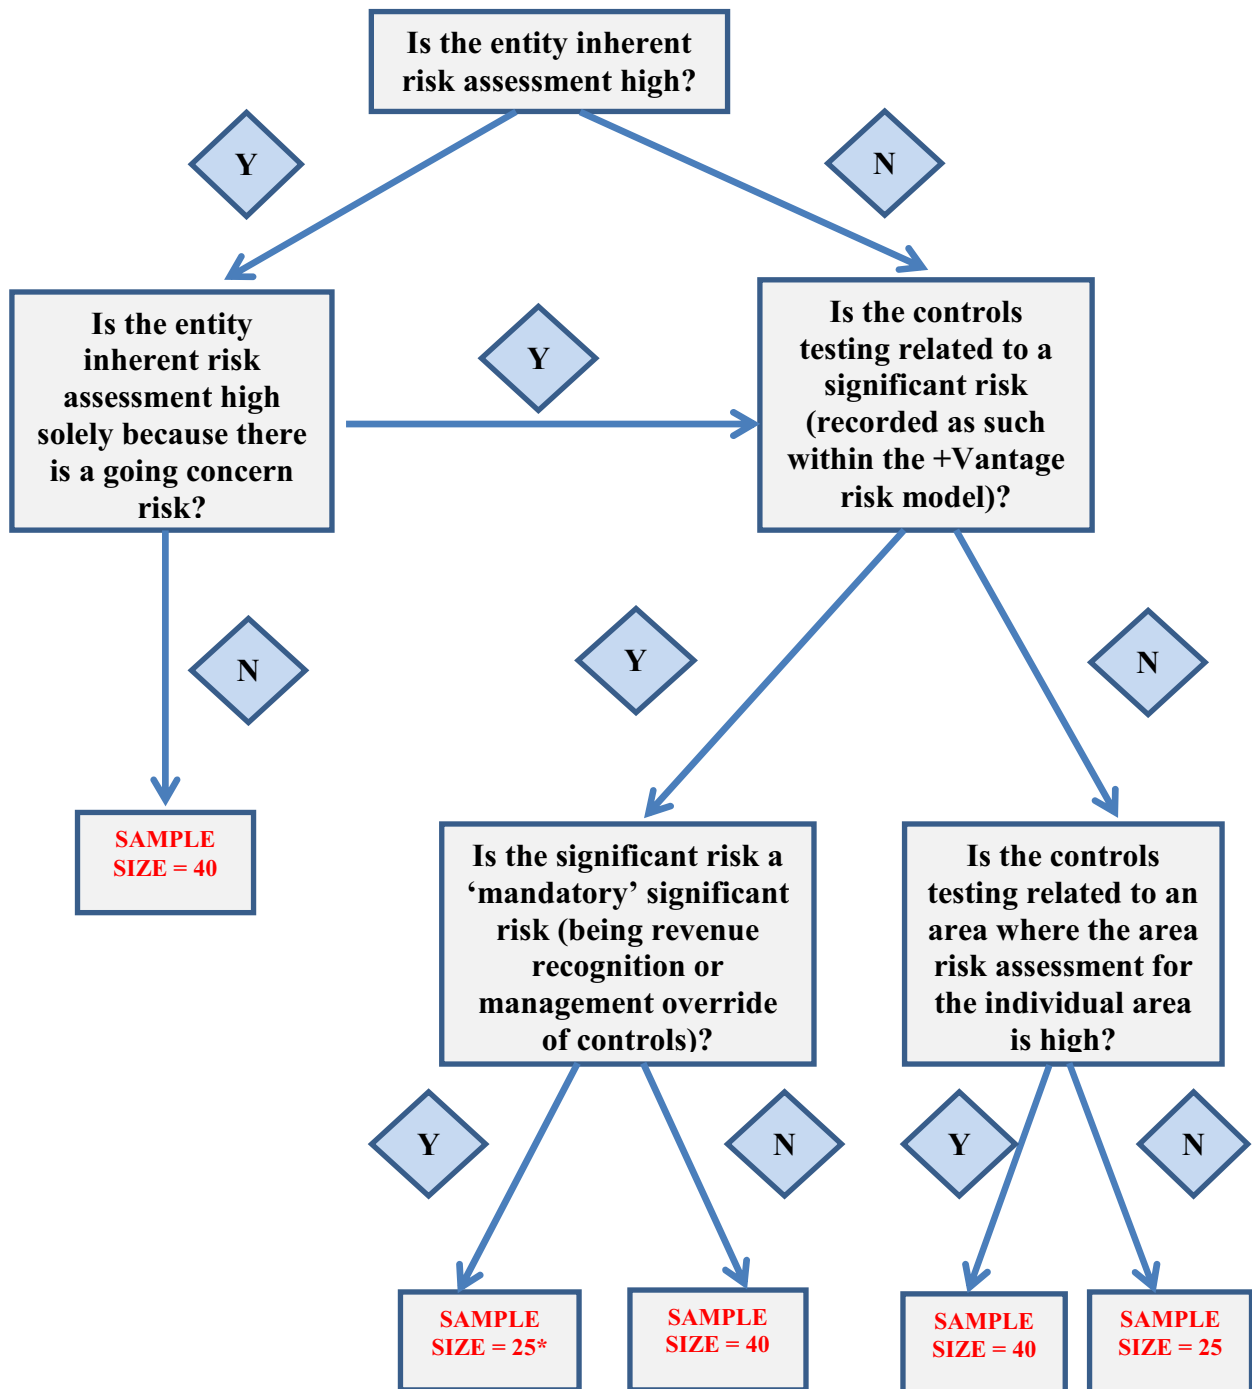 Is the entity inherent
risk assessment high?
Y
N
Is the entity
inherent risk
assessment high
solely because there
is a going concern
risk?
Y
Is the controls
testing related to a
significant risk
(recorded as such
within the +Vantage
risk model)?
N
Y
N
SAMPLE
SIZE = 40
Is the significant risk a
‘mandatory’ significant
risk (being revenue
recognition or
management override
of controls)?
Is the controls
testing related to an
area where the area
risk assessment for
the individual area
is high?
Y
N
Y
N
SAMPLE
SIZE = 25*
SAMPLE
SIZE = 40
SAMPLE
SIZE = 40
SAMPLE
SIZE = 25